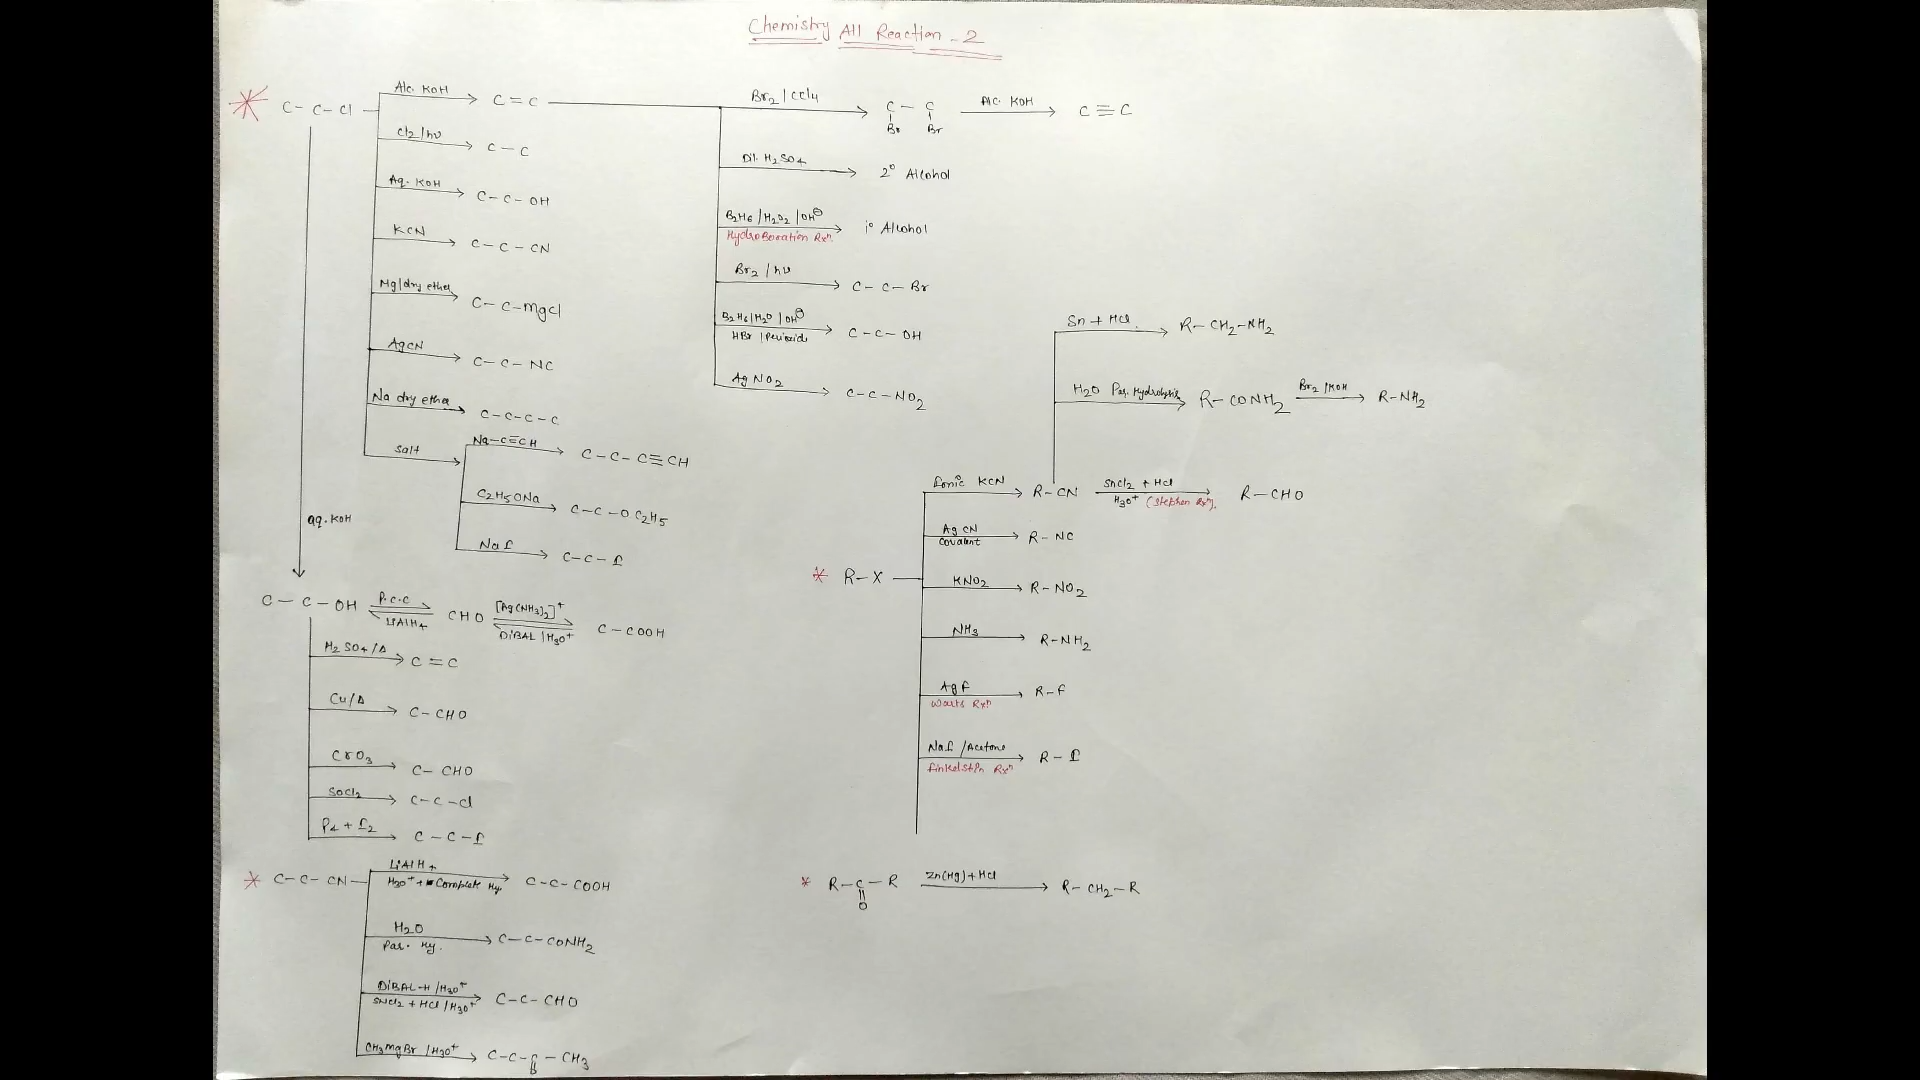 Chemistry All Reaction - 2
C - C - Cl
Alc. KOH → C = C
Br2 / CCl4 → C - C
Br Br
Alc. KOH → C ≡ C
Cl2/hν → C - C
Aq. KOH → C - C - OH
KCN → C - C - CN
Mg/dry ether → C - C - MgCl
AgCN → C - C - NC
Na dry ether → C - C - C - C
Salt →
Na-C≡CH → C - C - C ≡ CH
C2H5ONa → C - C - O C2H5
NaI → C - C - I
Dil. H2SO4 → 2° Alcohol
B2H6 / H2O2 / OH⊖ → 1° Alcohol
HydroBoration Rxn.
Br2 / hν → C - C - Br
B2H6 / H2O / OH⊖ → C - C - OH
HBr / Perioxide
AgNO2 → C - C - NO2
aq. KOH
C - C - OH
P.C.C → CHO
LiAlH4
[Ag(NH3)2]+ → C - COOH
DiBAL / H3O+
H2SO4/Δ → C = C
Cu/Δ → C - CHO
CrO3 → C - CHO
SOCl2 → C - C - Cl
P4 + I2 → C - C - I
C - C - CN
LiAlH4 → C - C - COOH
H3O+ + Complete Hy.
H2O → C - C - CONH2
Par. Hy.
DiBAL-H / H3O+ → C - C - CHO
SnCl2 + HCl / H3O+
CH3MgBr / H3O+ → C - C - C - CH3
O
R - X
Ionic KCN → R - CN
Sn + HCl → R - CH2 - NH2
H2O Par. Hydrolysis → R - CONH2
Br2 / KOH → R - NH2
SnCl2 + HCl → R - CHO
H3O+ (Stephen Rxn).
AgCN → R - NC
Covalent
KNO2 → R - NO2
NH3 → R - NH2
AgF → R - F
Warts Rxn
NaI / Acetone → R - I
finkelstein Rxn
R - C - R
O
Zn(Hg) + HCl → R - CH2 - R